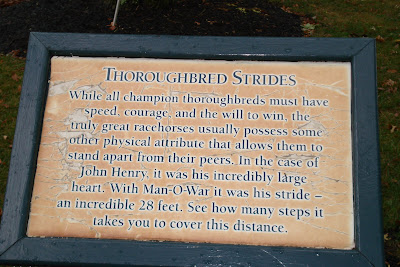 THOROUGHBRED STRIDES
While all champion thoroughbreds must have
speed, courage, and the will to win, the
truly great racehorses usually possess some
other physical attribute that allows them to
stand apart from their peers. In the case of
John Henry, it was his incredibly large
heart. With Man-O-War it was his stride –
an incredible 28 feet. See how many steps it
takes you to cover this distance.